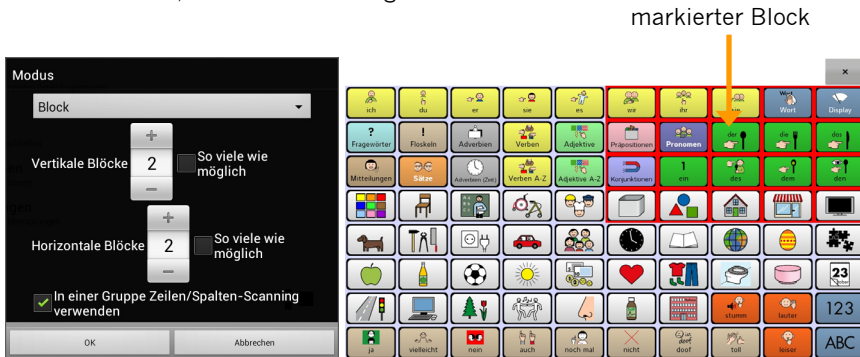 markierter Block
Modus
Block
Vertikale Blöcke 2 So viele wie möglich
Horizontale Blöcke 2 So viele wie möglich
In einer Gruppe Zeilen/Spalten-Scanning verwenden
OK Abbrechen
×
ich du er sie es wir ihr Wort Display
? Fragewörter ! Floskeln Adverbien Verben Adjektive Präpositionen Pronomen der die das
Mitteilungen Sätze Adverbien (Zeit) Verben A-Z Adjektive A-Z Konjunktionen 1 ein des dem den
23
stumm lauter 123
ja vielleicht nein auch noch mal nicht doof toll leiser ABC